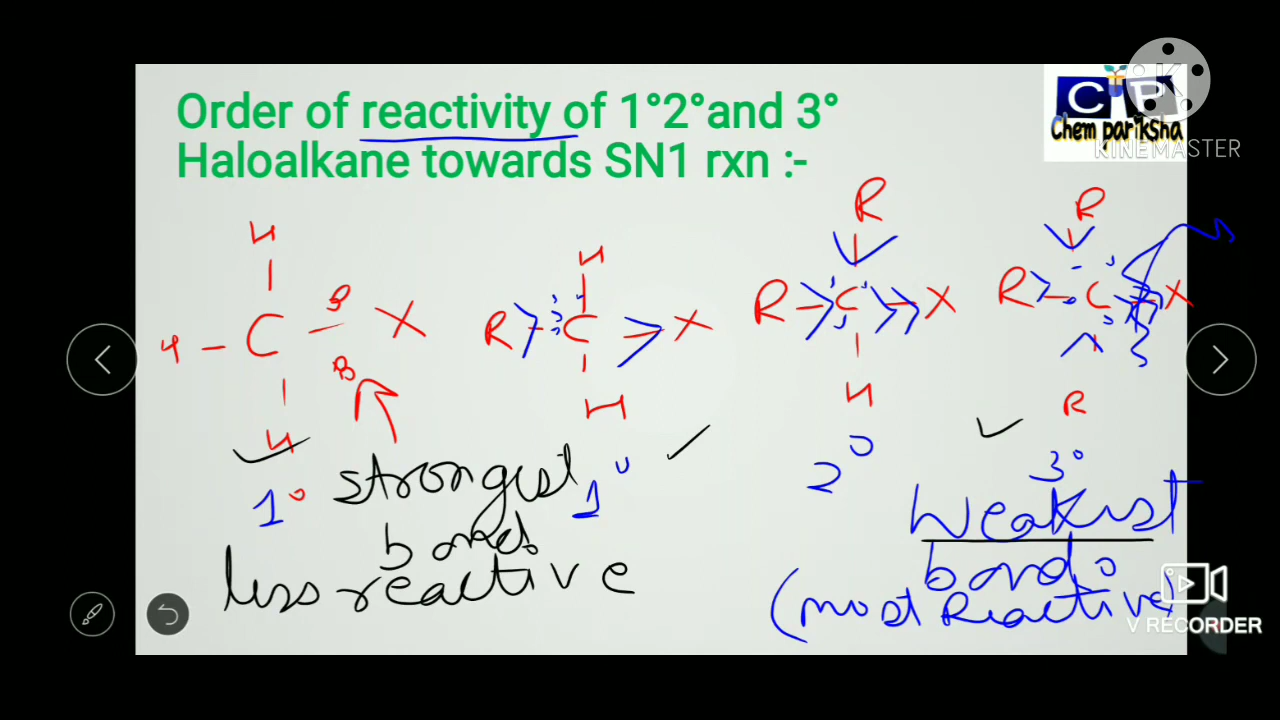 Order of reactivity of 1°2°and 3°
Haloalkane towards SN1 rxn :-
CP
Chem pariksha
KINEMASTER
H
H - C - X
H
1°
H
R - C - X
H
1°
R
R - C - X
H
2°
R
R - C - X
R
3°
strongest
bond
less reactive
Weakest
bond
(most Reactive)
V RECORDER